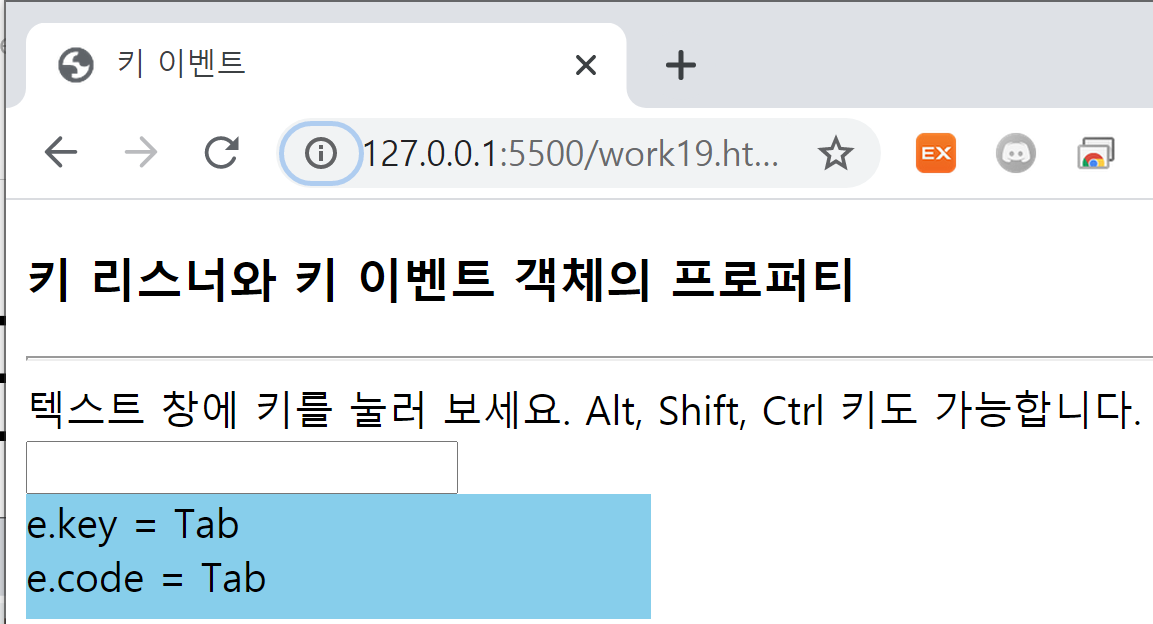 키 이벤트
127.0.0.1:5500/work19.ht...
EX
키 리스너와 키 이벤트 객체의 프로퍼티
텍스트 창에 키를 눌러 보세요. Alt, Shift, Ctrl 키도 가능합니다.
e.key = Tab
e.code = Tab